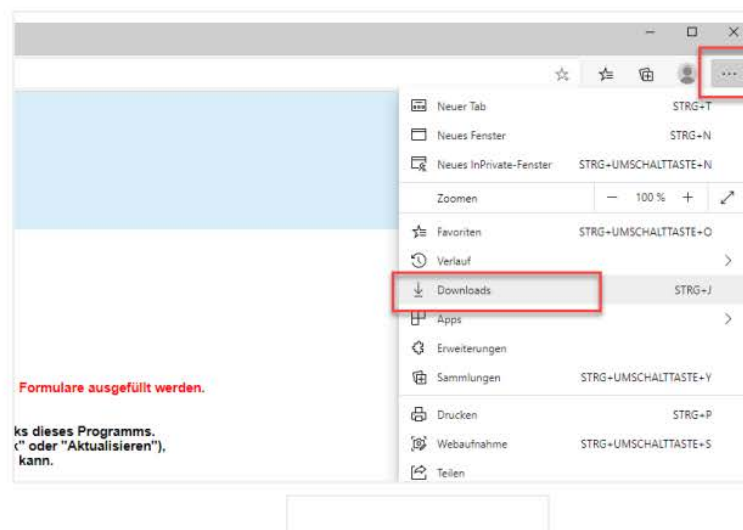 Neuer Tab STRG+T
Neues Fenster STRG+N
Neues InPrivate-Fenster STRG+UMSCHALTTASTE+N
Zoomen — 100 % +
Favoriten STRG+UMSCHALTTASTE+O
Verlauf
Downloads STRG+J
Apps
Erweiterungen
Formulare ausgefüllt werden.
Sammlungen STRG+UMSCHALTTASTE+Y
Drucken STRG+P
ks dieses Programms.
" oder "Aktualisieren"),
Webaufnahme STRG+UMSCHALTTASTE+S
kann.
Teilen